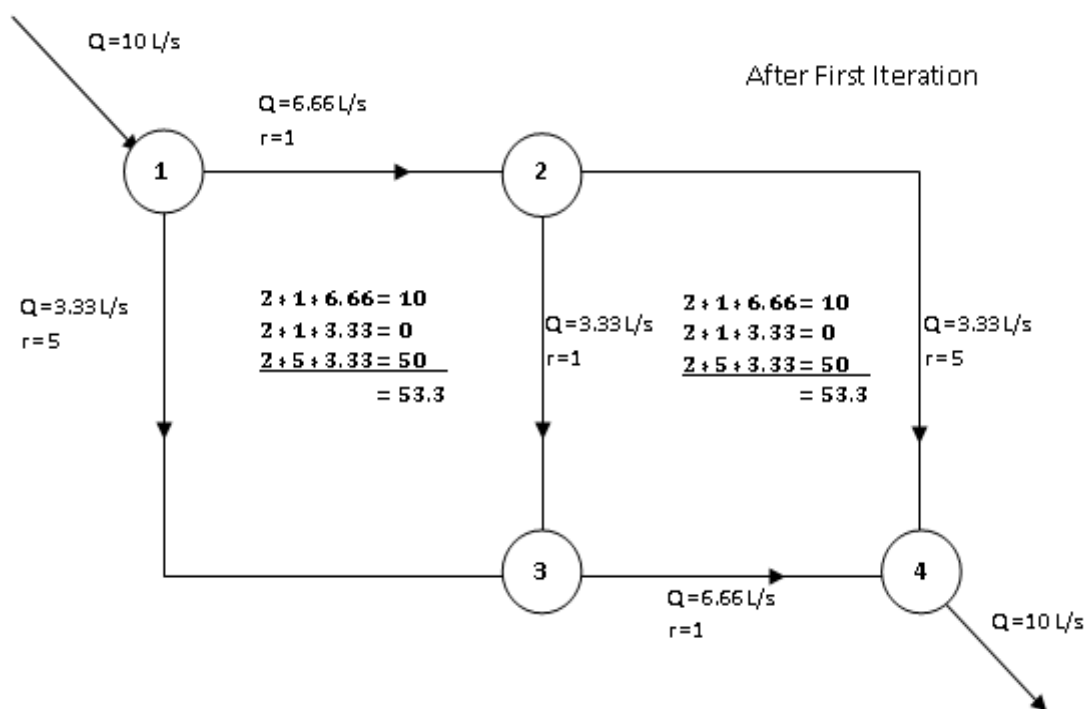 Q=10 L/s
After First Iteration
Q=6.66 L/s
r=1
1
2
Q=3.33 L/s
r=5
2*1*6.66= 10
2*1*3.33= 0
2*5*3.33= 50
= 53.3
Q=3.33 L/s
r=1
2*1*6.66= 10
2*1*3.33= 0
2*5*3.33= 50
= 53.3
Q=3.33 L/s
r=5
3
4
Q=6.66 L/s
r=1
Q=10 L/s